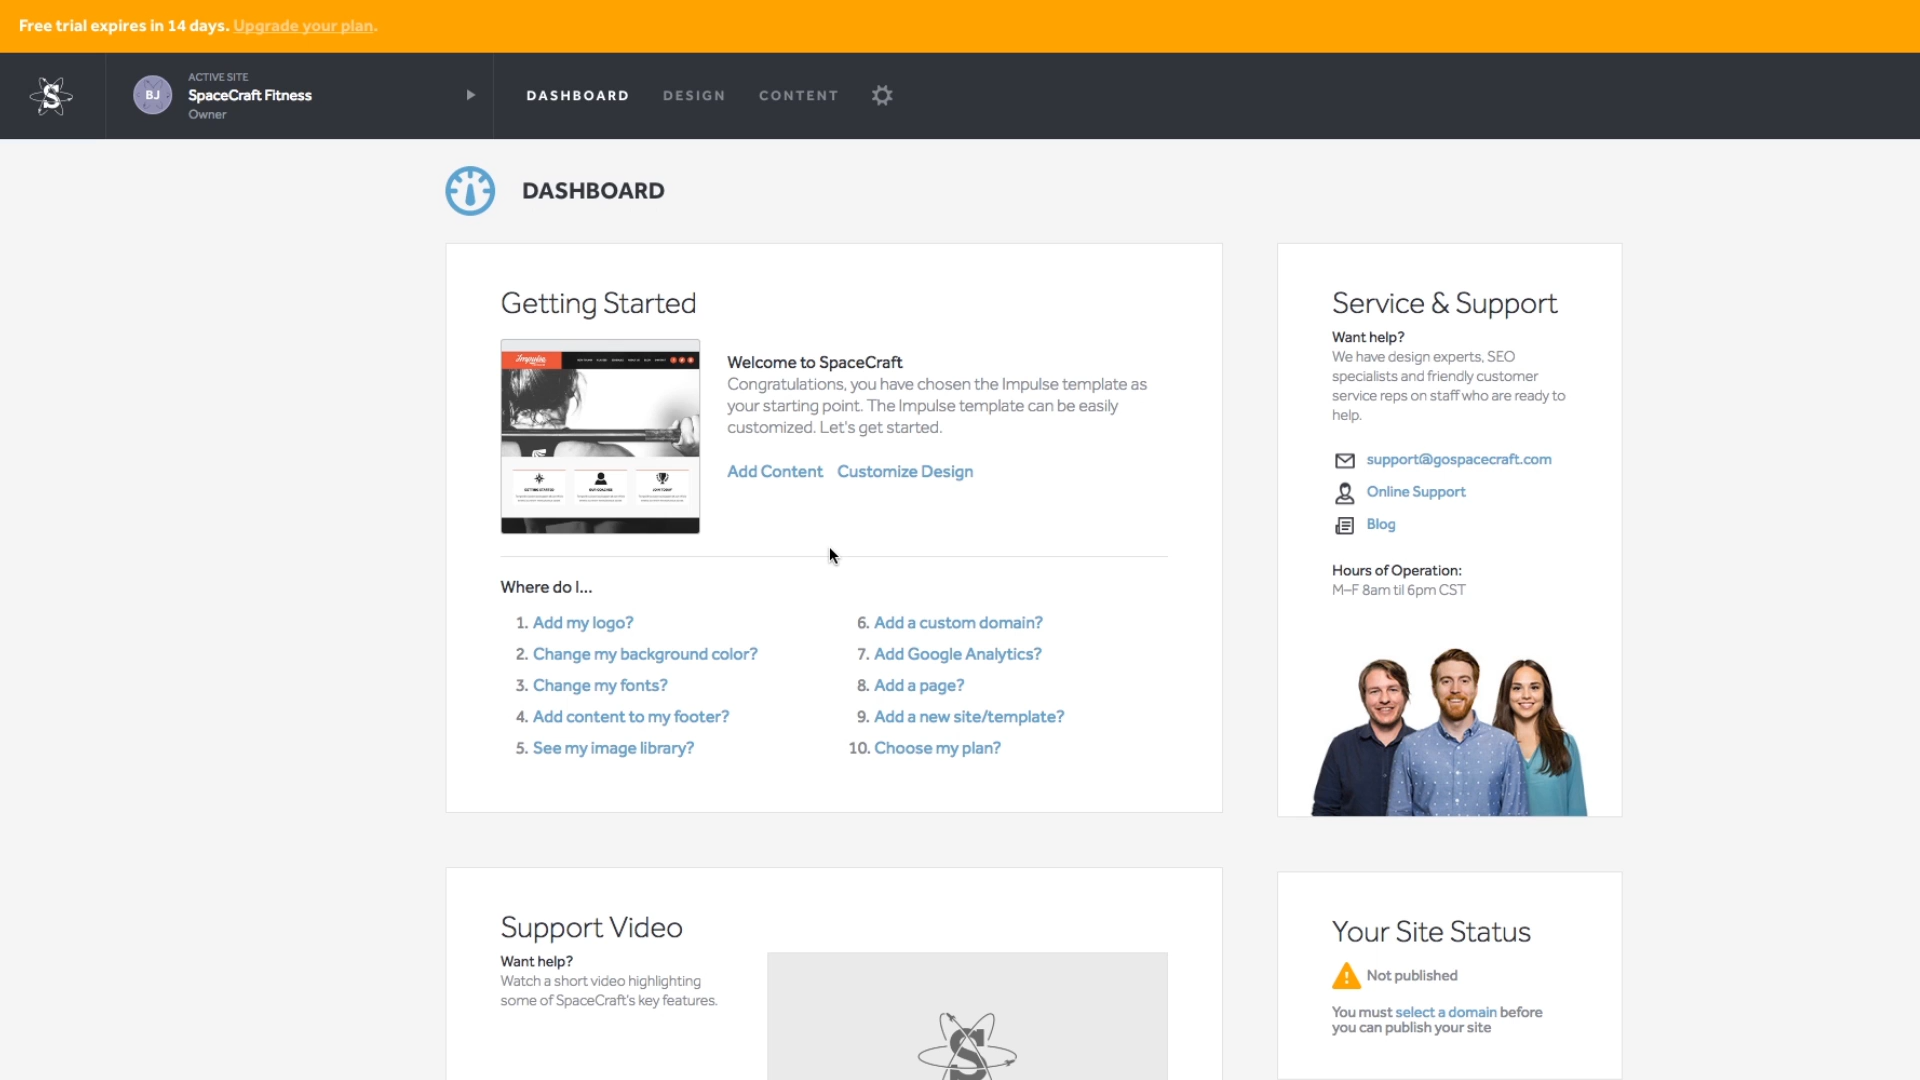 Free trial expires in 14 days. Upgrade your plan.
BJ
ACTIVE SITE
SpaceCraft Fitness
Owner
DASHBOARD DESIGN CONTENT
DASHBOARD
Getting Started
Impulse
Welcome to SpaceCraft
Congratulations, you have chosen the Impulse template as
your starting point. The Impulse template can be easily
customized. Let's get started.
Add Content Customize Design
Where do I...
1. Add my logo?
2. Change my background color?
3. Change my fonts?
4. Add content to my footer?
5. See my image library?
6. Add a custom domain?
7. Add Google Analytics?
8. Add a page?
9. Add a new site/template?
10. Choose my plan?
Service & Support
Want help?
We have design experts, SEO
specialists and friendly customer
service reps on staff who are ready to
help.
support@gospacecraft.com
Online Support
Blog
Hours of Operation:
M–F 8am til 6pm CST
Support Video
Want help?
Watch a short video highlighting
some of SpaceCraft's key features.
S
Your Site Status
Not published
You must select a domain before
you can publish your site